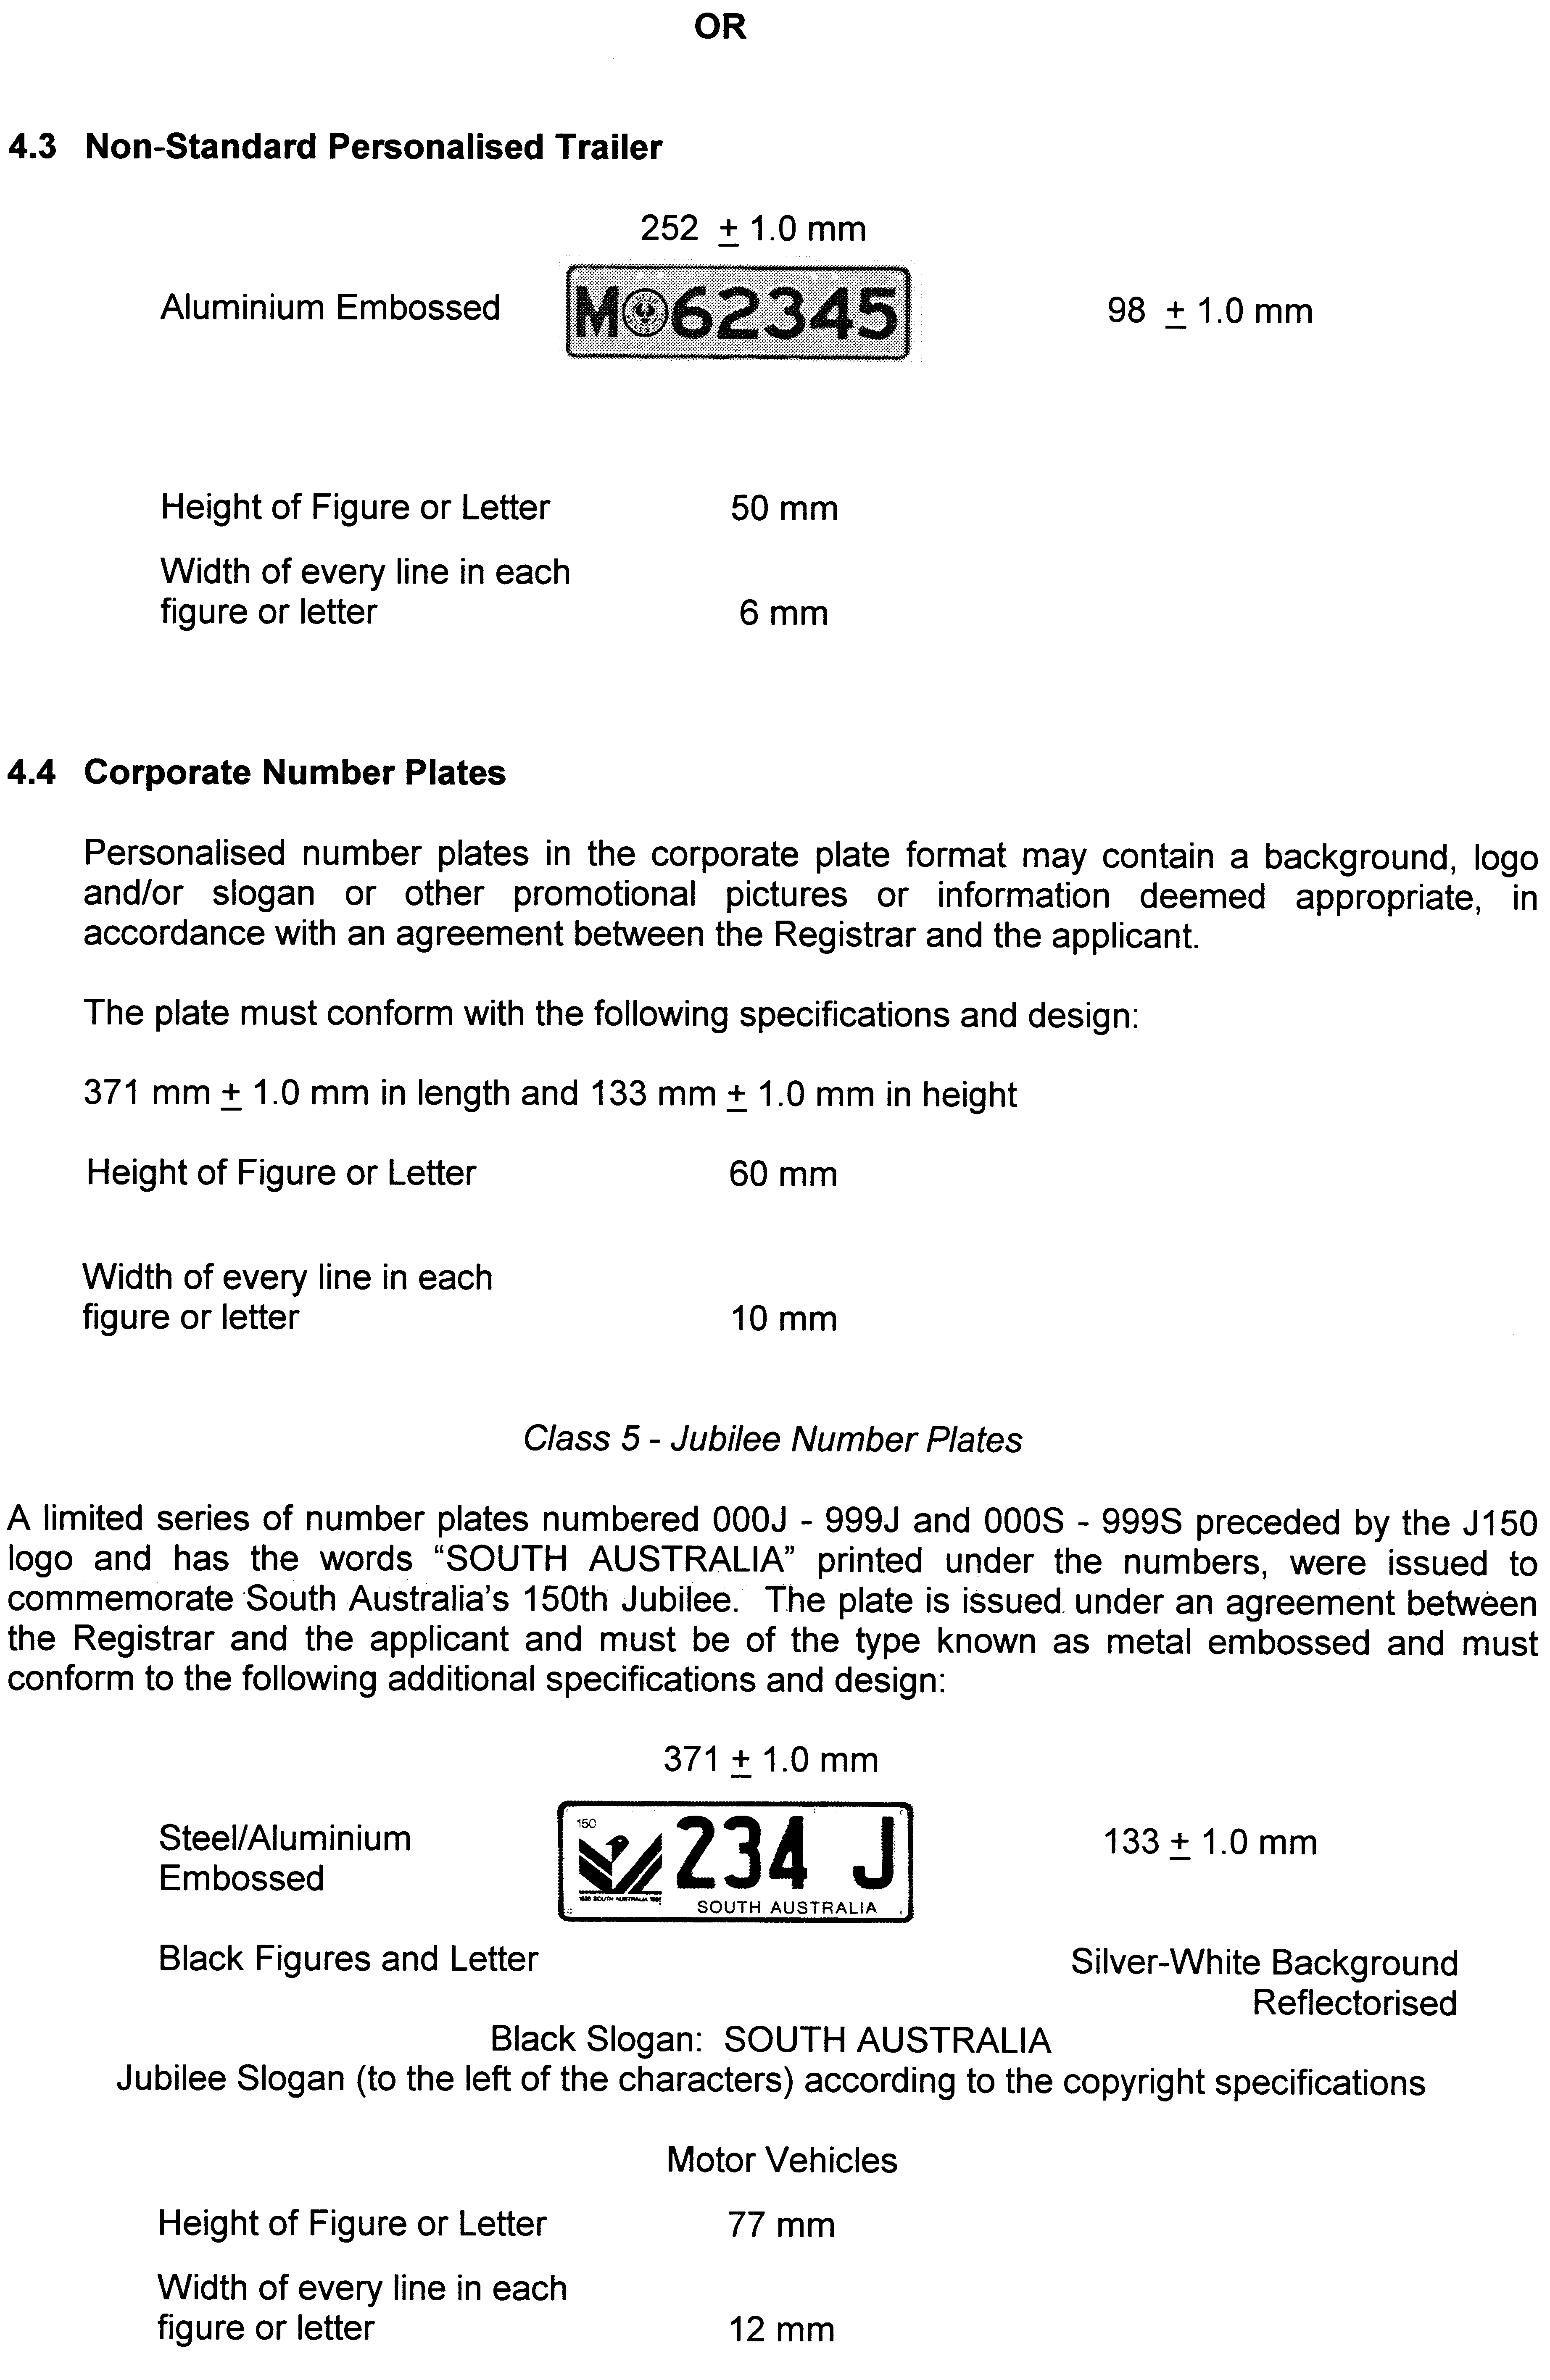 OR
4.3 Non-Standard Personalised Trailer
252 ± 1.0 mm
Aluminium Embossed
M 62345
98 ± 1.0 mm
Height of Figure or Letter 50 mm
Width of every line in each
figure or letter 6 mm
4.4 Corporate Number Plates
Personalised number plates in the corporate plate format may contain a background, logo
and/or slogan or other promotional pictures or information deemed appropriate, in
accordance with an agreement between the Registrar and the applicant.
The plate must conform with the following specifications and design:
371 mm ± 1.0 mm in length and 133 mm ± 1.0 mm in height
Height of Figure or Letter 60 mm
Width of every line in each
figure or letter 10 mm
Class 5 - Jubilee Number Plates
A limited series of number plates numbered 000J - 999J and 000S - 999S preceded by the J150
logo and has the words “SOUTH AUSTRALIA” printed under the numbers, were issued to
commemorate South Australia's 150th Jubilee. The plate is issued under an agreement between
the Registrar and the applicant and must be of the type known as metal embossed and must
conform to the following additional specifications and design:
371 ± 1.0 mm
Steel/Aluminium
Embossed
150
234 J
SOUTH AUSTRALIA
SOUTH AUSTRALIA
133 ± 1.0 mm
Black Figures and Letter
Silver-White Background
Reflectorised
Black Slogan: SOUTH AUSTRALIA
Jubilee Slogan (to the left of the characters) according to the copyright specifications
Motor Vehicles
Height of Figure or Letter 77 mm
Width of every line in each
figure or letter 12 mm